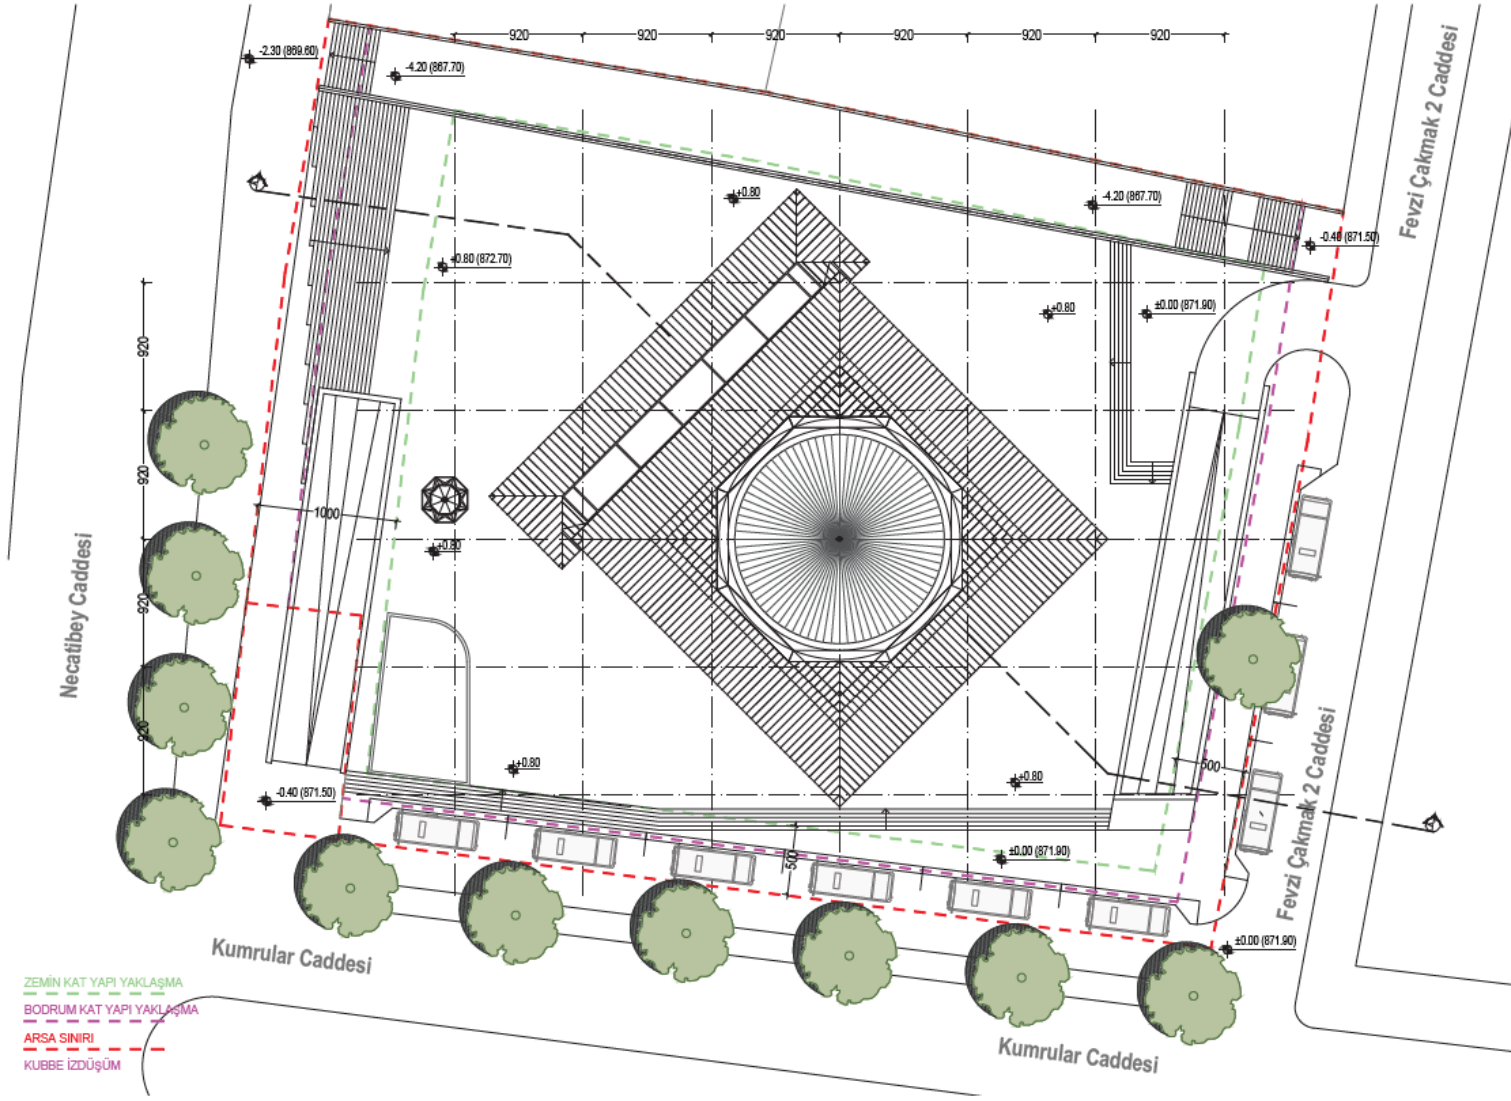 920 920 920 920 920 920
-2.30 (869.60)
-4.20 (867.70)
Fevzi Çakmak 2 Caddesi
+0.80
-4.20 (867.70)
-0.40 (871.50)
+0.80 (872.70)
+0.80
±0.00 (871.90)
920
920
1000
+0.80
Necatibey Caddesi
920
920
+0.80
+0.80
500
-0.40 (871.50)
Fevzi Çakmak 2 Caddesi
500
±0.00 (871.90)
±0.00 (871.90)
Kumrular Caddesi
ZEMİN KAT YAPI YAKLAŞMA
BODRUM KAT YAPI YAKLAŞMA
ARSA SINIRI
KUBBE İZDÜŞÜM
Kumrular Caddesi